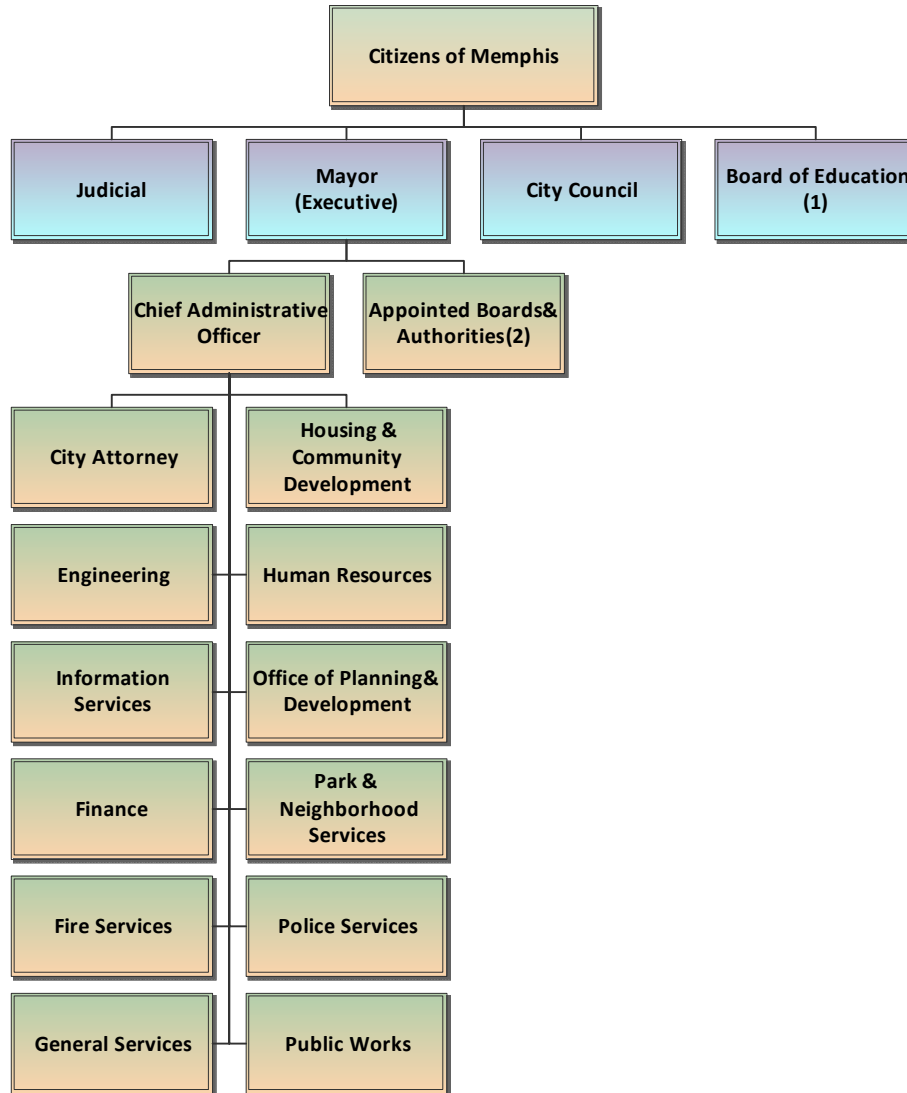 Citizens of Memphis
Judicial
Mayor
(Executive)
City Council
Board of Education
(1)
Chief Administrative
Officer
Appointed Boards&
Authorities(2)
City Attorney
Housing &
Community
Development
Engineering
Human Resources
Information
Services
Office of Planning&
Development
Finance
Park &
Neighborhood
Services
Fire Services
Police Services
General Services
Public Works